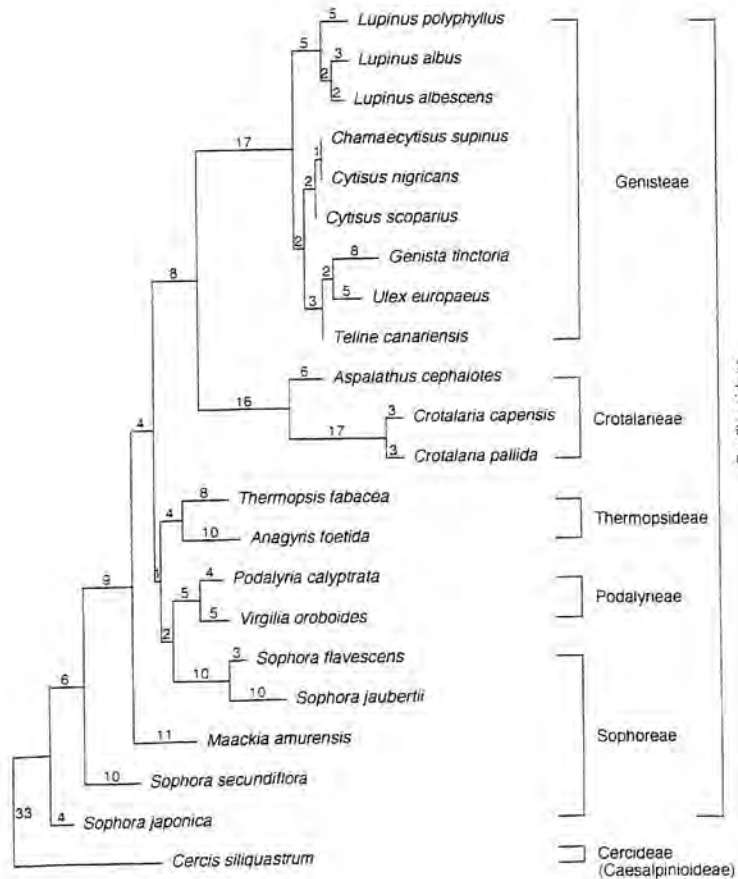 5 Lupinus polyphyllus
5
3 Lupinus albus
2
2 Lupinus albescens
Chamaecytisus supinus
1
17
2 Cytisus nigricans
Genisteae
Cytisus scoparius
2
8 Genista tinctoria
2
8
5 Ulex europaeus
3
Teline canariensis
6 Aspalathus cephalotes
16
3 Crotalaria capensis
Crotalarieae
17
4
3 Crotalaria pallida
8 Thermopsis fabacea
4
Thermopsideae
10 Anagyris foetida
1
4 Podalyria calyptrata
9
5
Podalyrieae
5 Virgilia oroboides
2
3 Sophora flavescens
6
10
10 Sophora jaubertii
Sophoreae
11 Maackia amurensis
10 Sophora secundiflora
33
4 Sophora japonica
Cercis siliquastrum
Cercideae
(Caesalpinioideae)